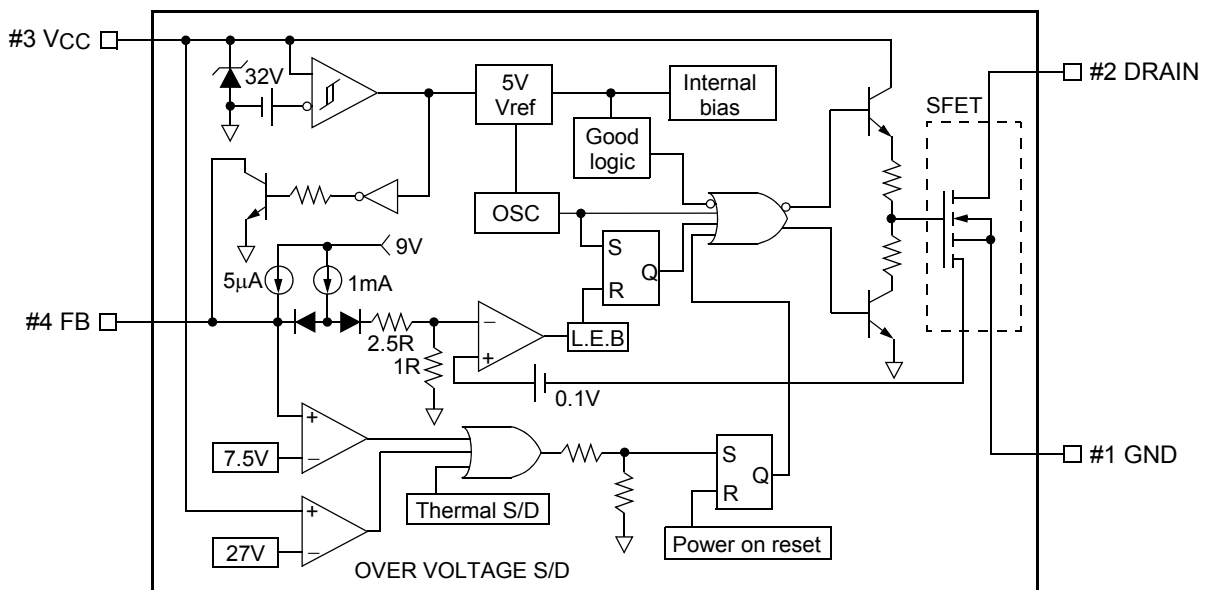 #3 VCC
32V
5V
Vref
Internal
bias
#2 DRAIN
SFET
Good
logic
OSC
9V
5μA
1mA
S
Q
R
#4 FB
2.5R
1R
−
+
L.E.B
0.1V
+
−
7.5V
Thermal S/D
S
Q
R
#1 GND
+
−
27V
Power on reset
OVER VOLTAGE S/D